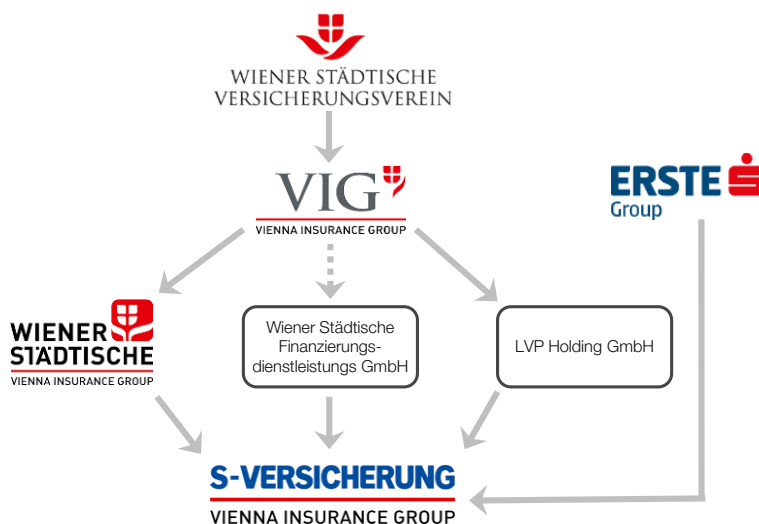 WIENER STÄDTISCHE
VERSICHERUNGSVEREIN
VIG
VIENNA INSURANCE GROUP
ERSTE
Group
WIENER
STÄDTISCHE
VIENNA INSURANCE GROUP
Wiener Städtische
Finanzierungs-
dienstleistungs GmbH
LVP Holding GmbH
S-VERSICHERUNG
VIENNA INSURANCE GROUP